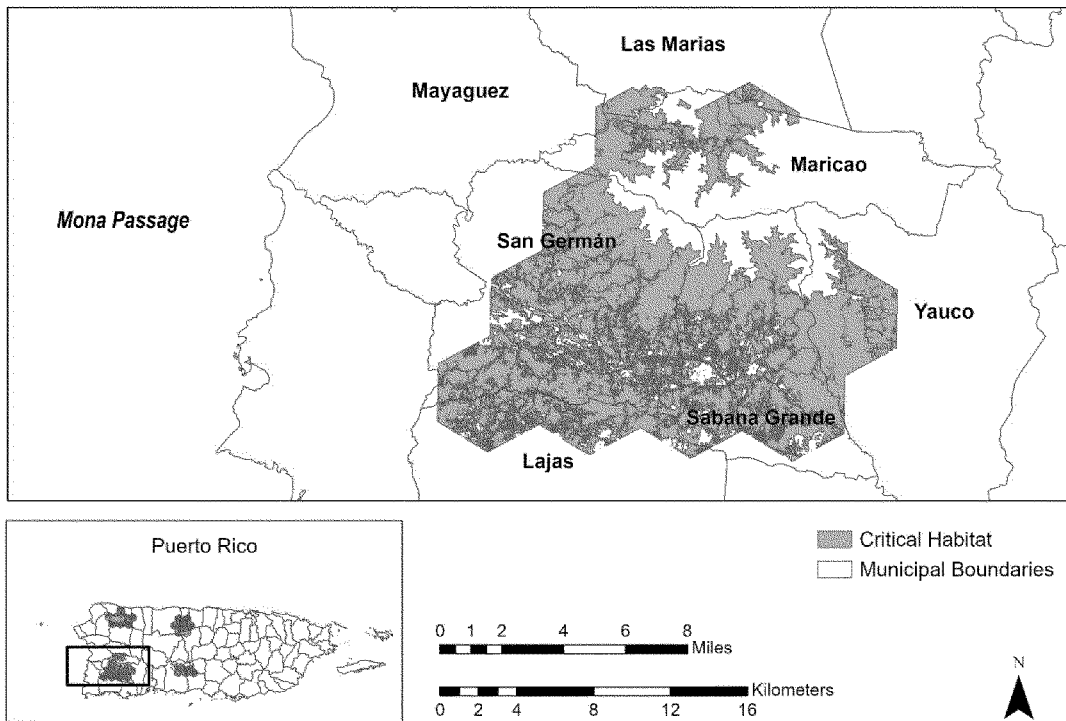 Las Marias
Mayaguez
Maricao
Mona Passage
San Germán
Yauco
Sabana Grande
Lajas
Puerto Rico
Critical Habitat
Municipal Boundaries
0 1 2 4 6 8
Miles
Kilometers
0 2 4 8 12 16
N